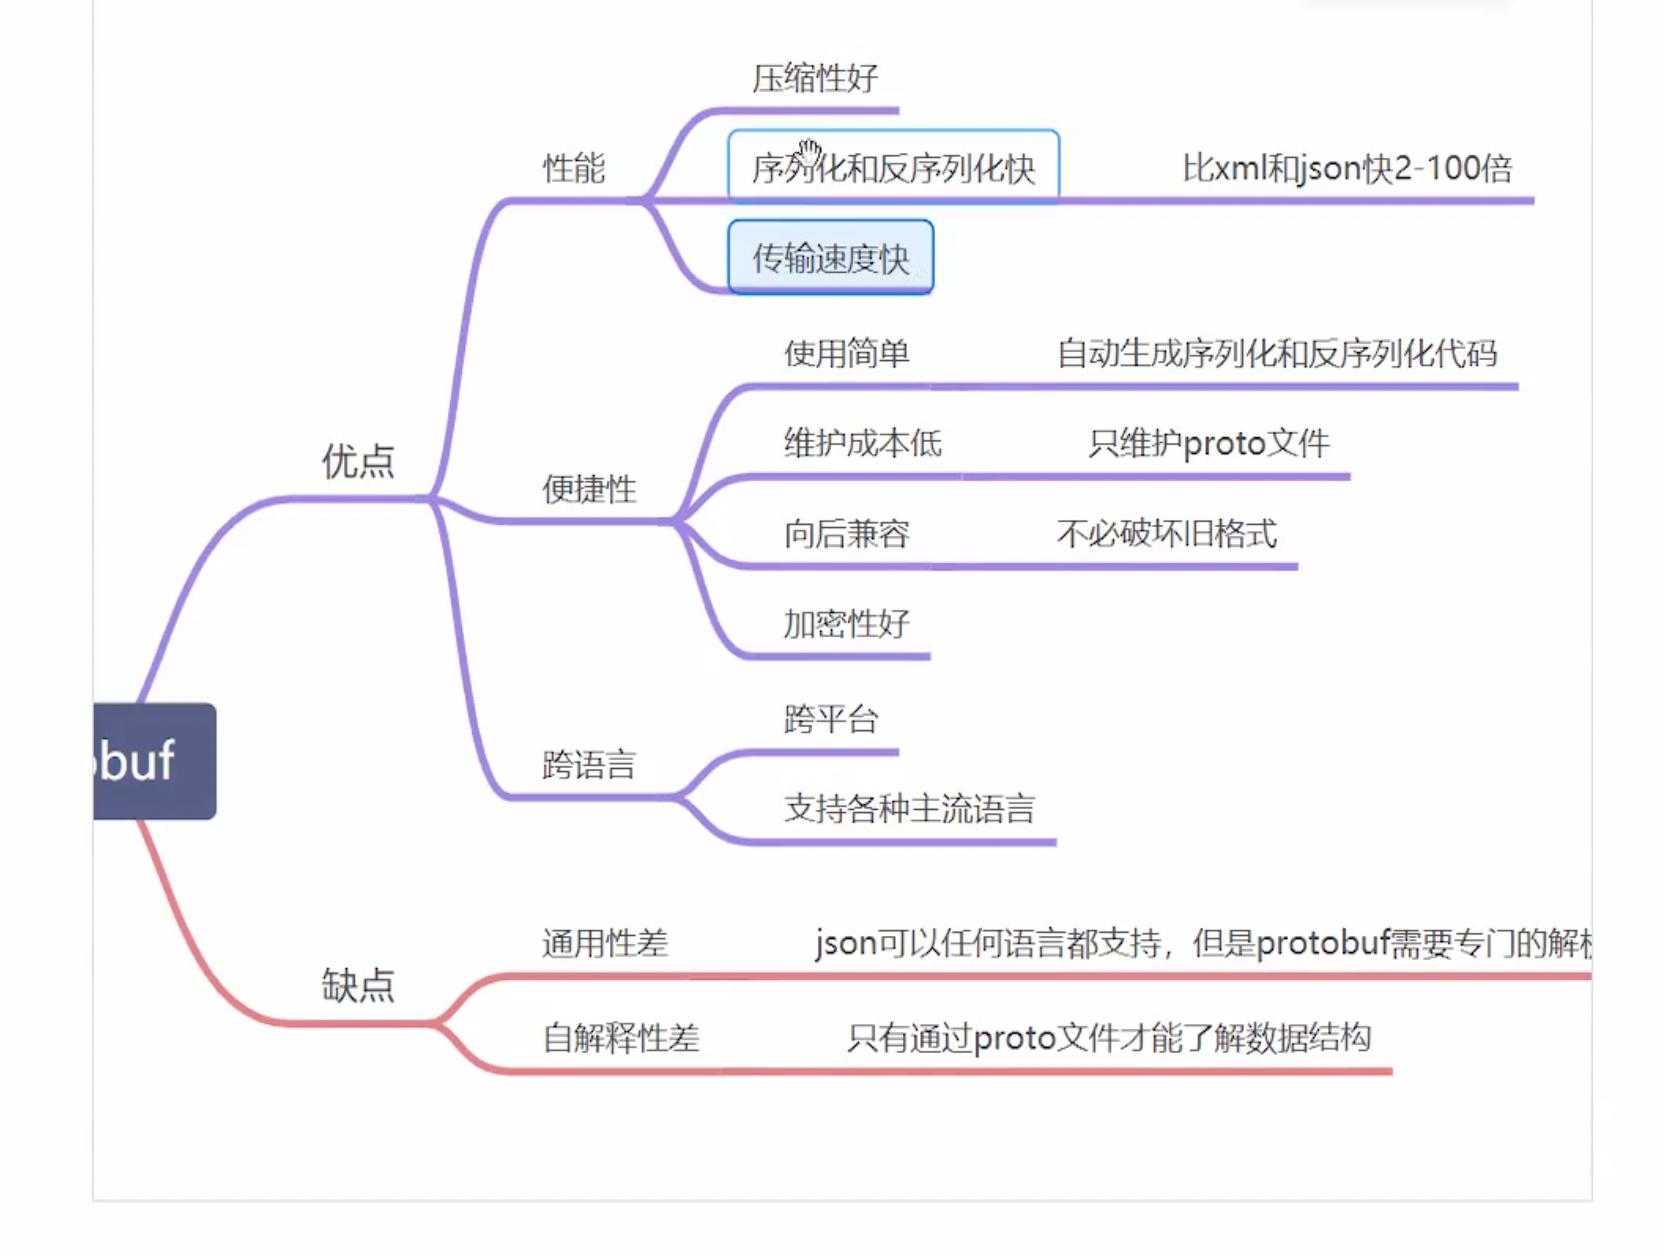 压缩性好
性能
序列化和反序列化快
比xml和json快2-100倍
传输速度快
使用简单
自动生成序列化和反序列化代码
优点
维护成本低
只维护proto文件
便捷性
向后兼容
不必破坏旧格式
加密性好
跨平台
obuf
跨语言
支持各种主流语言
通用性差
json可以任何语言都支持，但是protobuf需要专门的解
缺点
自解释性差
只有通过proto文件才能了解数据结构